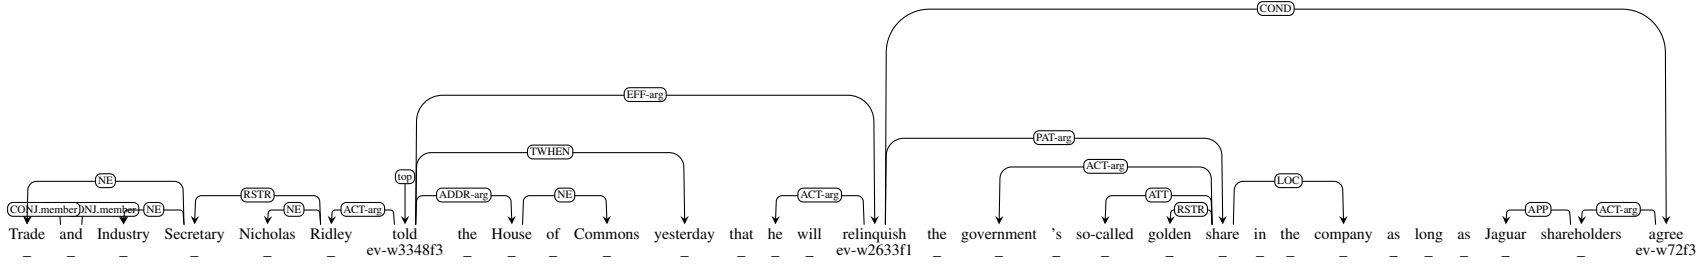 COND
EFF-arg
PAT-arg
TWHEN ACT-arg
top
NE LOC
RSTR ADDR-arg NE ACT-arg ATT
CONJ.member NE NE ACT-arg RSTR APP ACT-arg
Trade and Industry Secretary Nicholas Ridley told the House of Commons yesterday that he will relinquish the government 's so-called golden share in the company as long as Jaguar shareholders agree
ev-w3348f3 ev-w2633f1 ev-w72f3
_ _ _ _ _ _ _ _ _ _ _ _ _ _ _ _ _ _ _ _ _ _ _ _ _ _ _ _